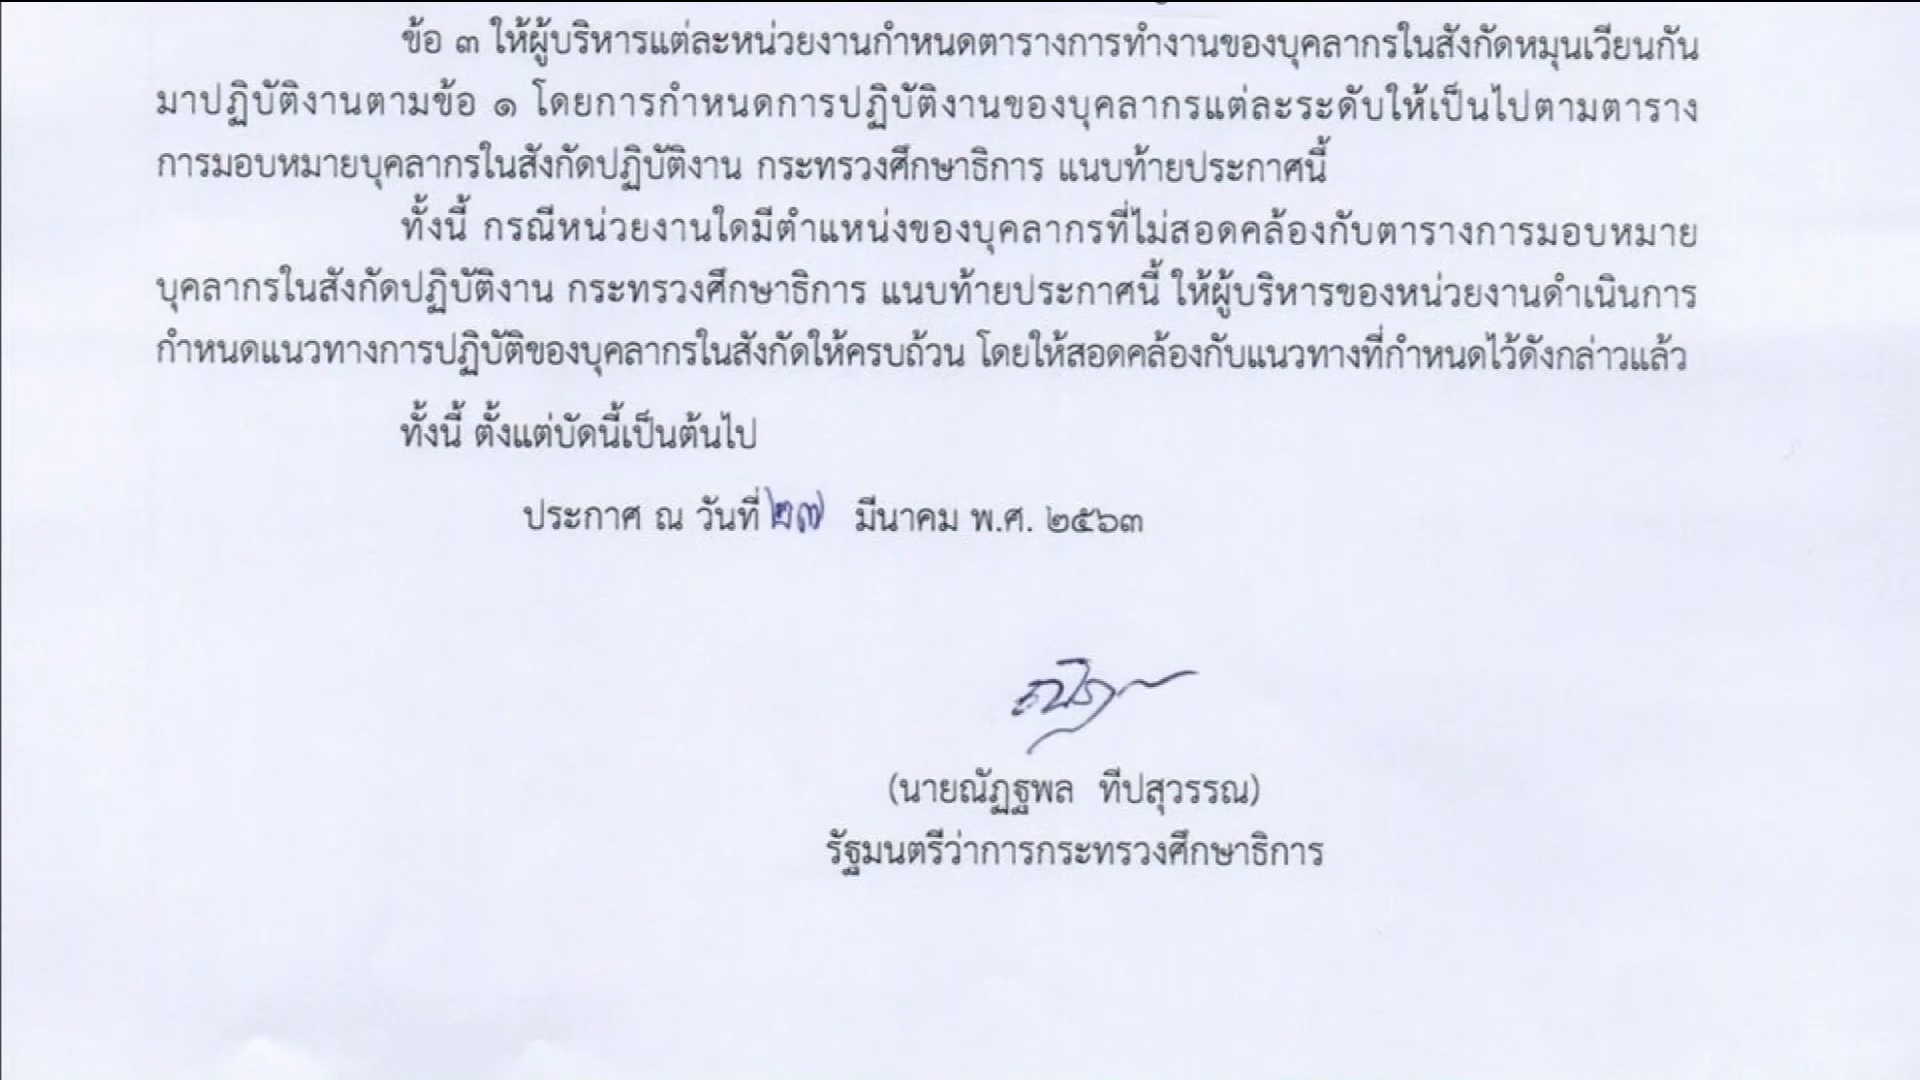 ข้อ ๓ ให้ผู้บริหารแต่ละหน่วยงานกำหนดตารางการทำงานของบุคลากรในสังกัดหมุนเวียนกัน
มาปฏิบัติงานตามข้อ ๑ โดยการกำหนดการปฏิบัติงานของบุคลากรแต่ละระดับให้เป็นไปตามตาราง
การมอบหมายบุคลากรในสังกัดปฏิบัติงาน กระทรวงศึกษาธิการ แนบท้ายประกาศนี้
ทั้งนี้ กรณีหน่วยงานใดมีตำแหน่งของบุคลากรที่ไม่สอดคล้องกับตารางการมอบหมาย
บุคลากรในสังกัดปฏิบัติงาน กระทรวงศึกษาธิการ แนบท้ายประกาศนี้ ให้ผู้บริหารของหน่วยงานดำเนินการ
กำหนดแนวทางการปฏิบัติของบุคลากรในสังกัดให้ครบถ้วน โดยให้สอดคล้องกับแนวทางที่กำหนดไว้ดังกล่าวแล้ว
ทั้งนี้ ตั้งแต่บัดนี้เป็นต้นไป
ประกาศ ณ วันที่ ๒๗ มีนาคม พ.ศ. ๒๕๖๓
(นายณัฏฐพล ทีปสุวรรณ)
รัฐมนตรีว่าการกระทรวงศึกษาธิการ